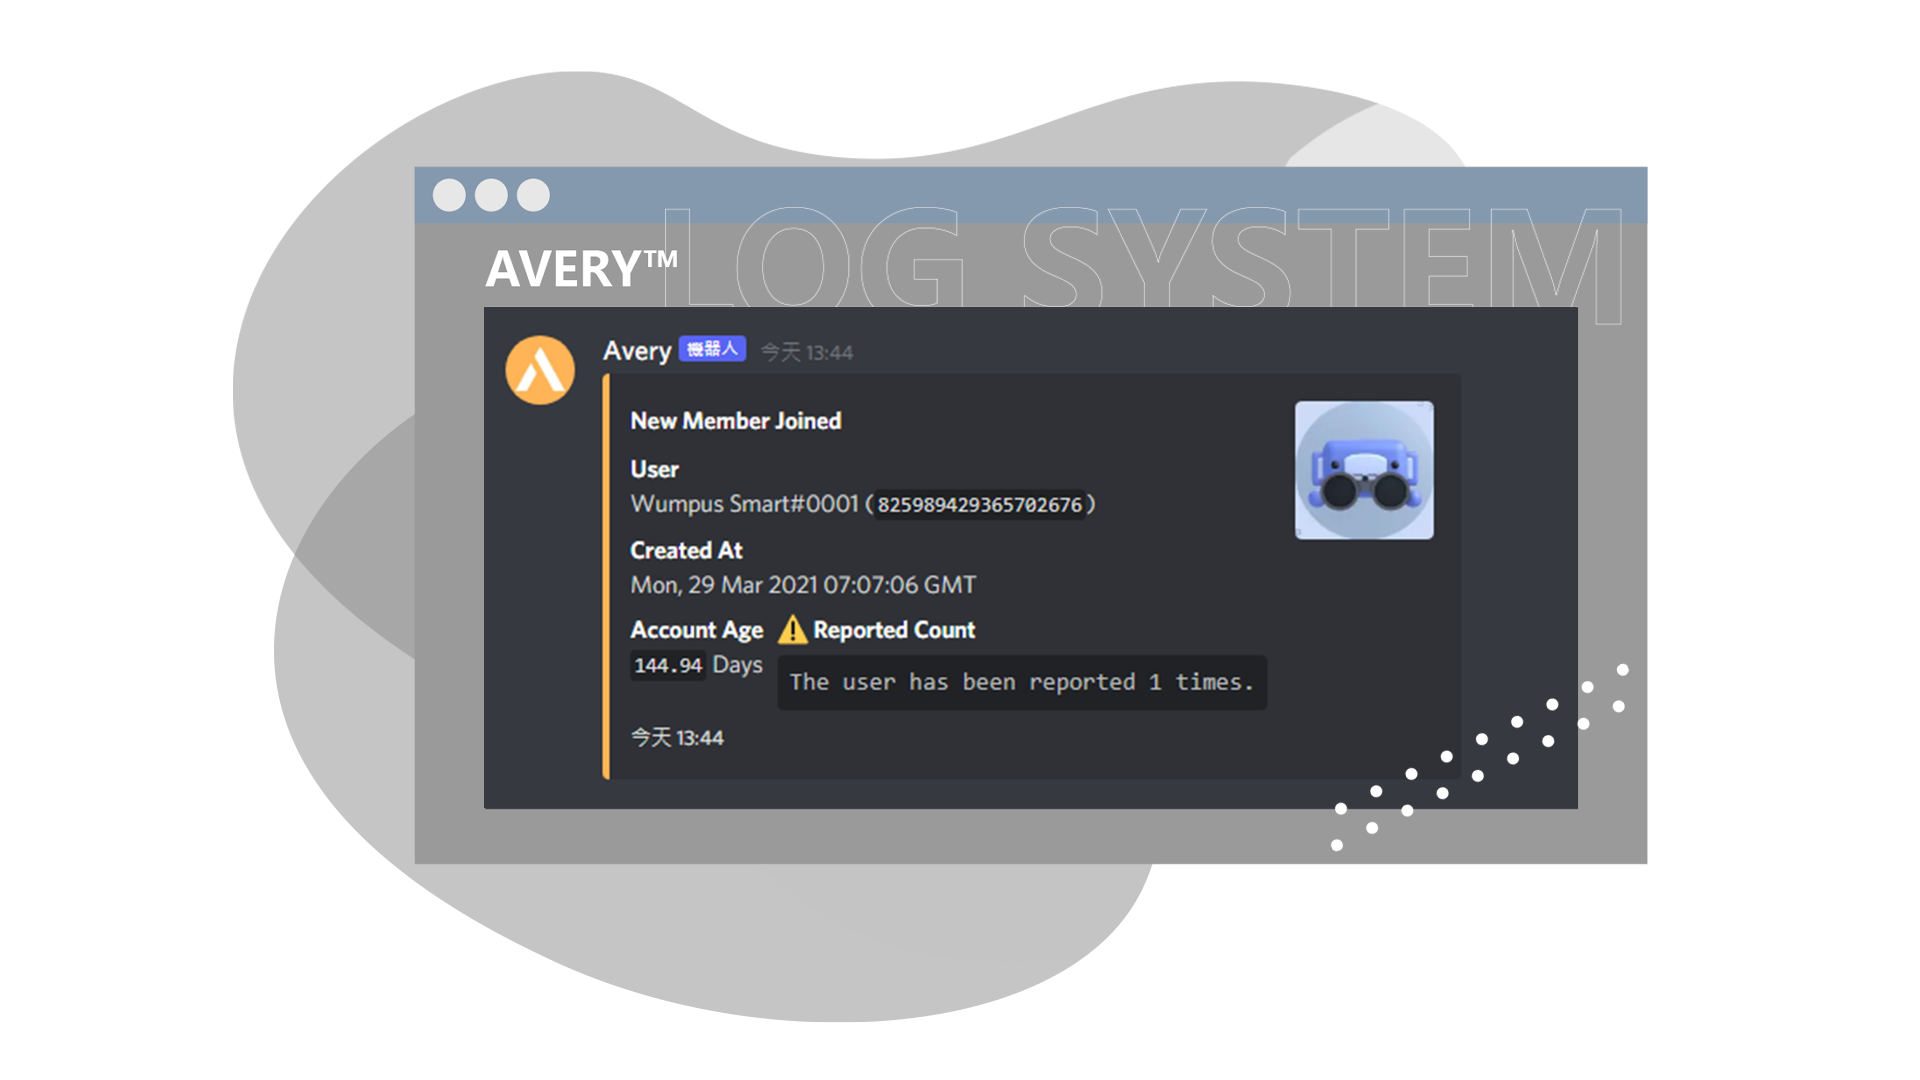 LOG SYSTEM
AVERY™
Avery 機器人 今天 13:44
New Member Joined
User
Wumpus Smart#0001 (825989429365702676)
Created At
Mon, 29 Mar 2021 07:07:06 GMT
Account Age ⚠ Reported Count
144.94 Days
The user has been reported 1 times.
今天 13:44